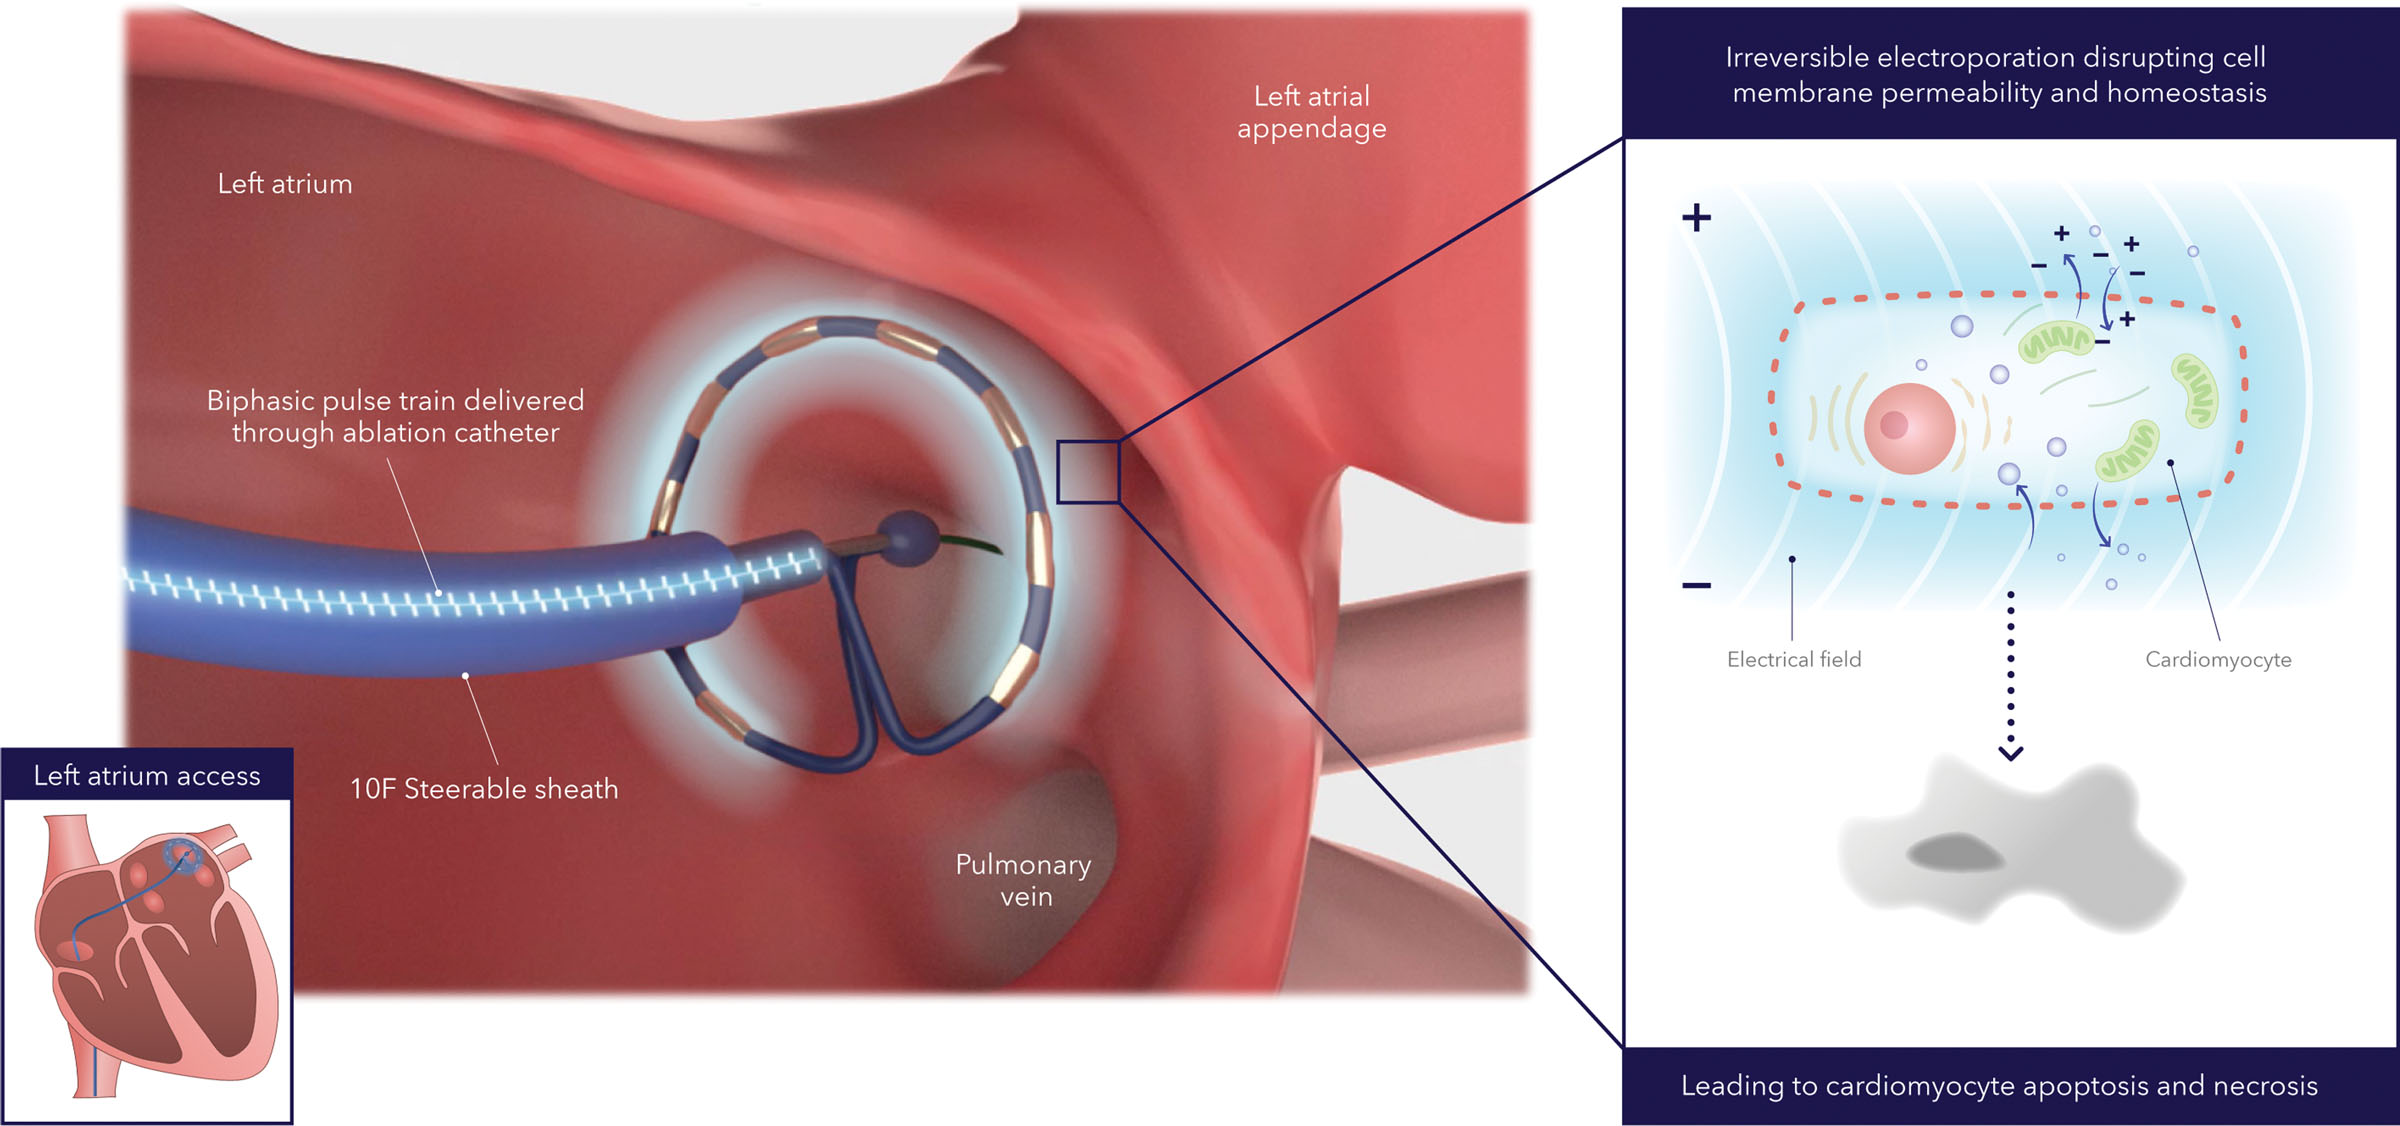 Left atrium
Left atrial
appendage
Biphasic pulse train delivered
through ablation catheter
10F Steerable sheath
Pulmonary
vein
Left atrium access
Irreversible electroporation disrupting cell
membrane permeability and homeostasis
+
+
+
−
−
−
+
−
−
Electrical field
Cardiomyocyte
Leading to cardiomyocyte apoptosis and necrosis